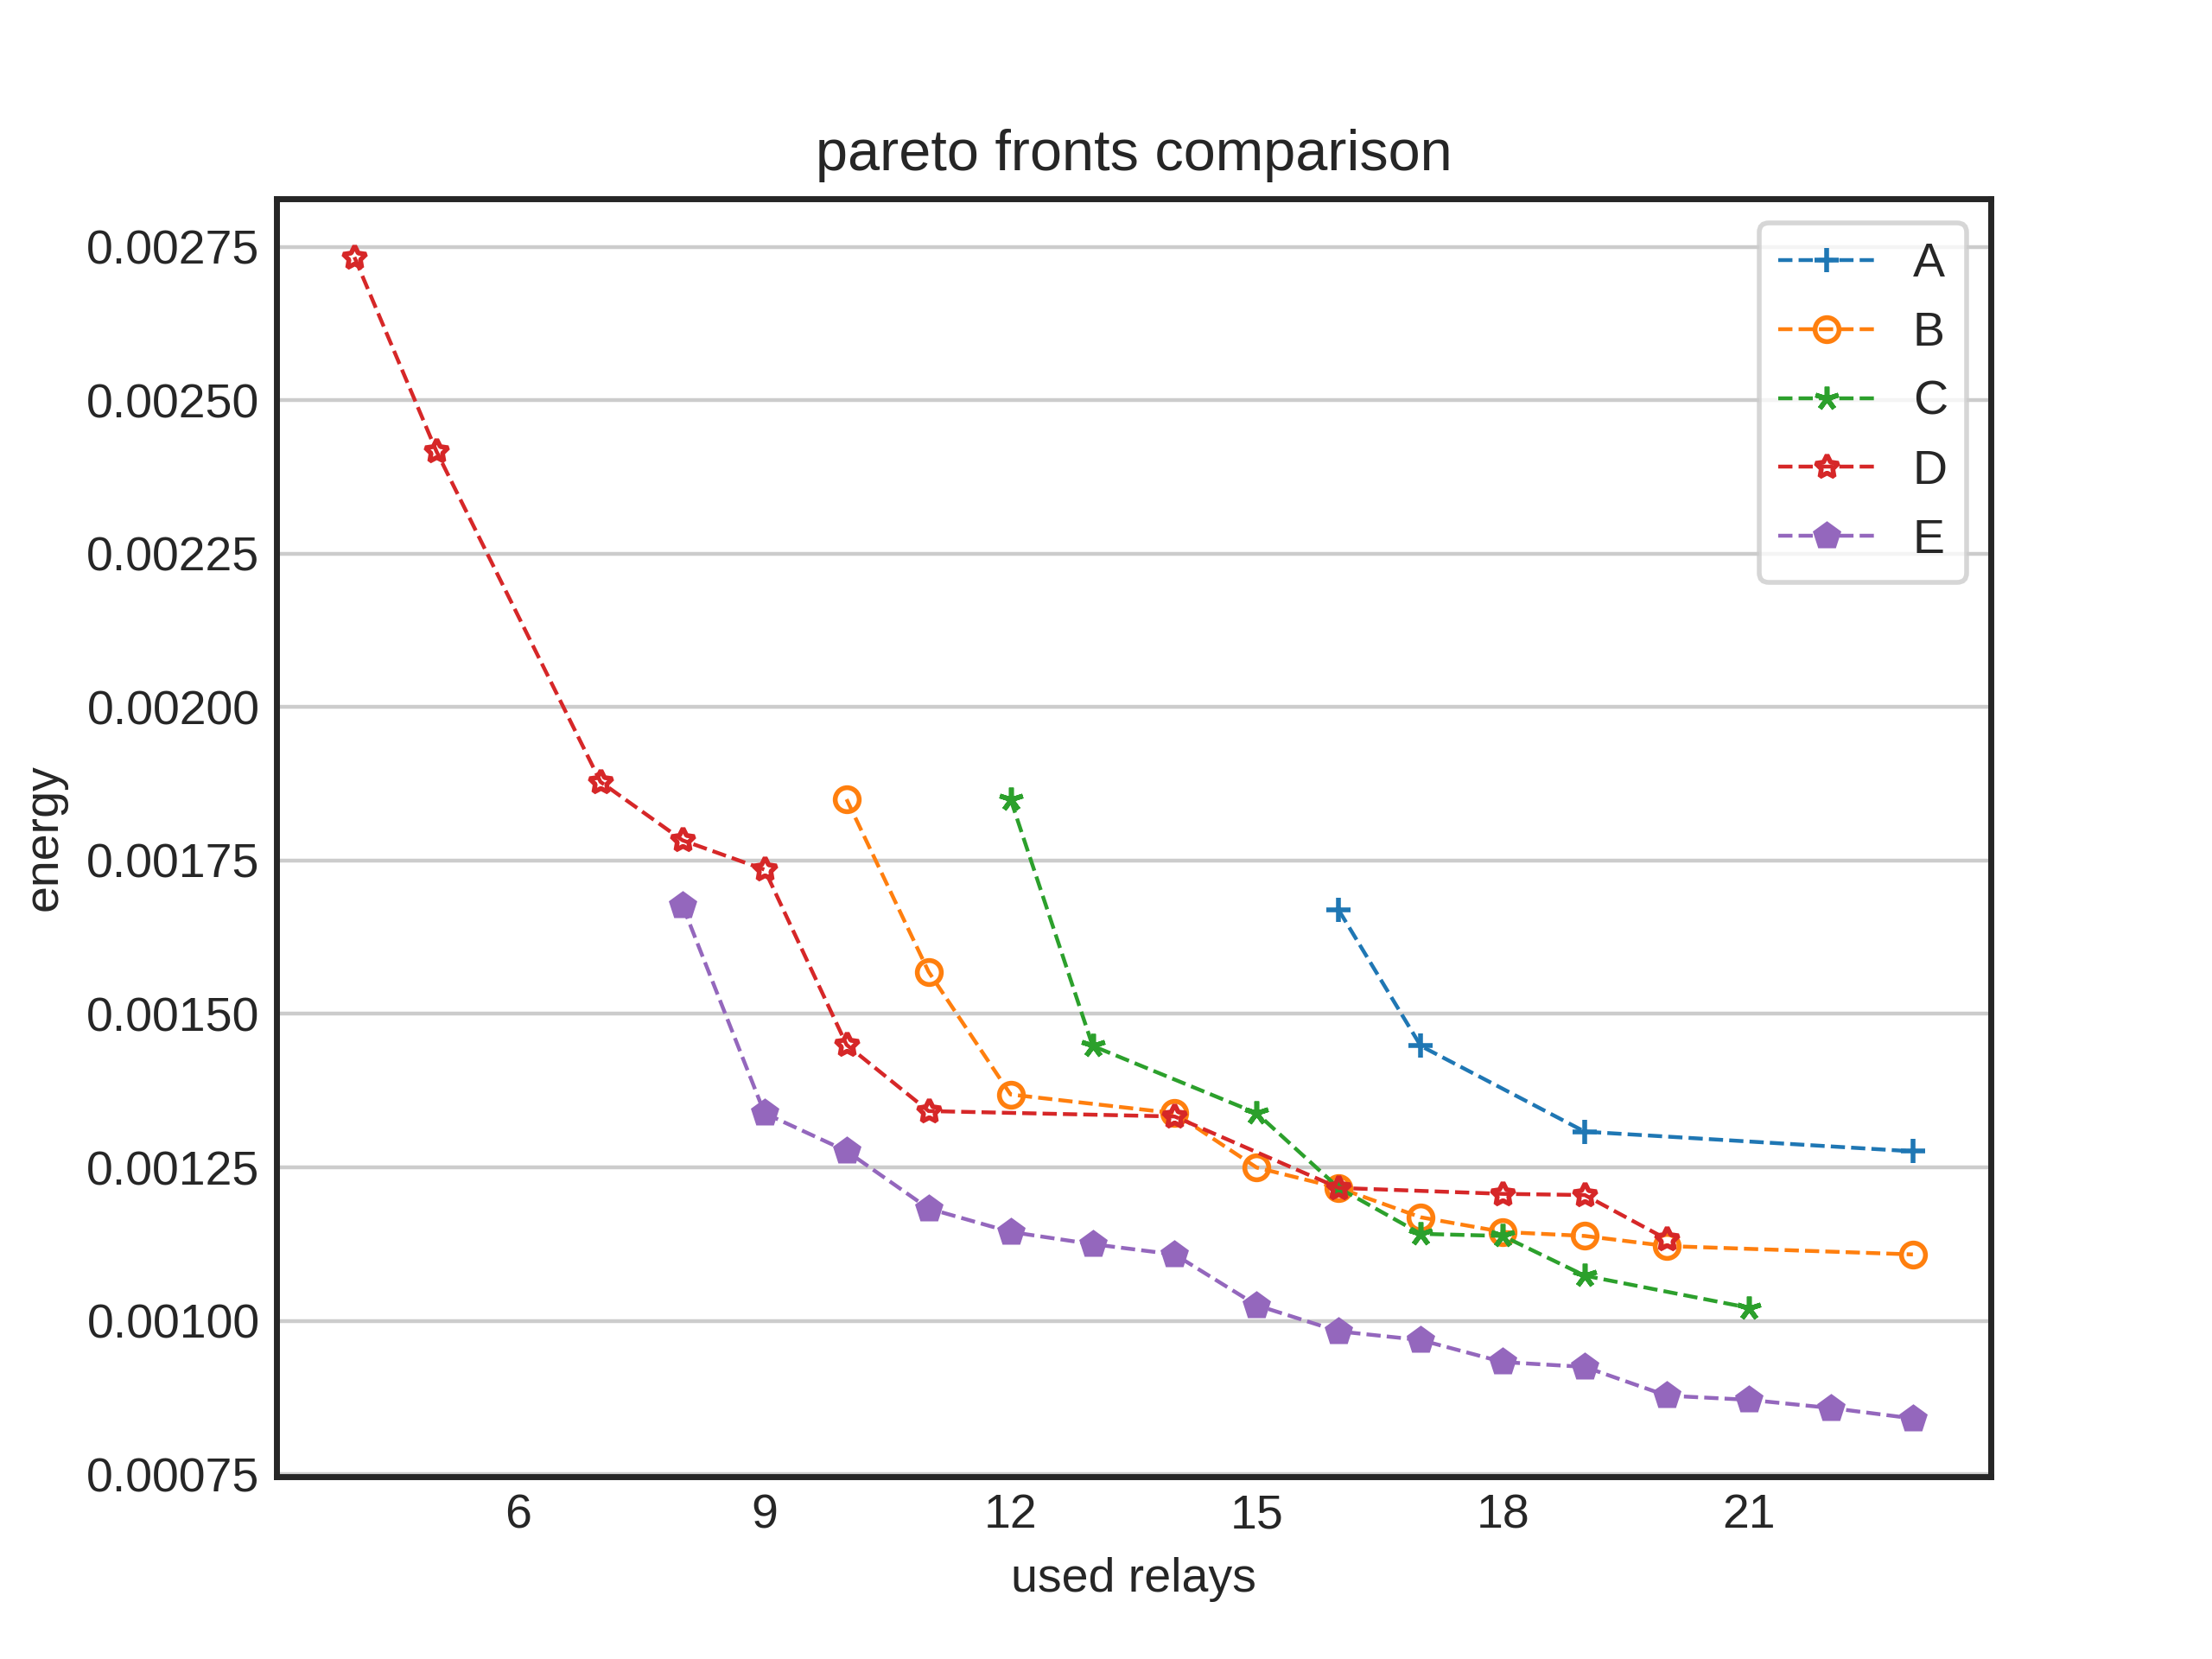 pareto fronts comparison
0.00275
0.00250
0.00225
0.00200
0.00175
0.00150
0.00125
0.00100
0.00075
energy
A
B
C
D
E
6 9 12 15 18 21
used relays